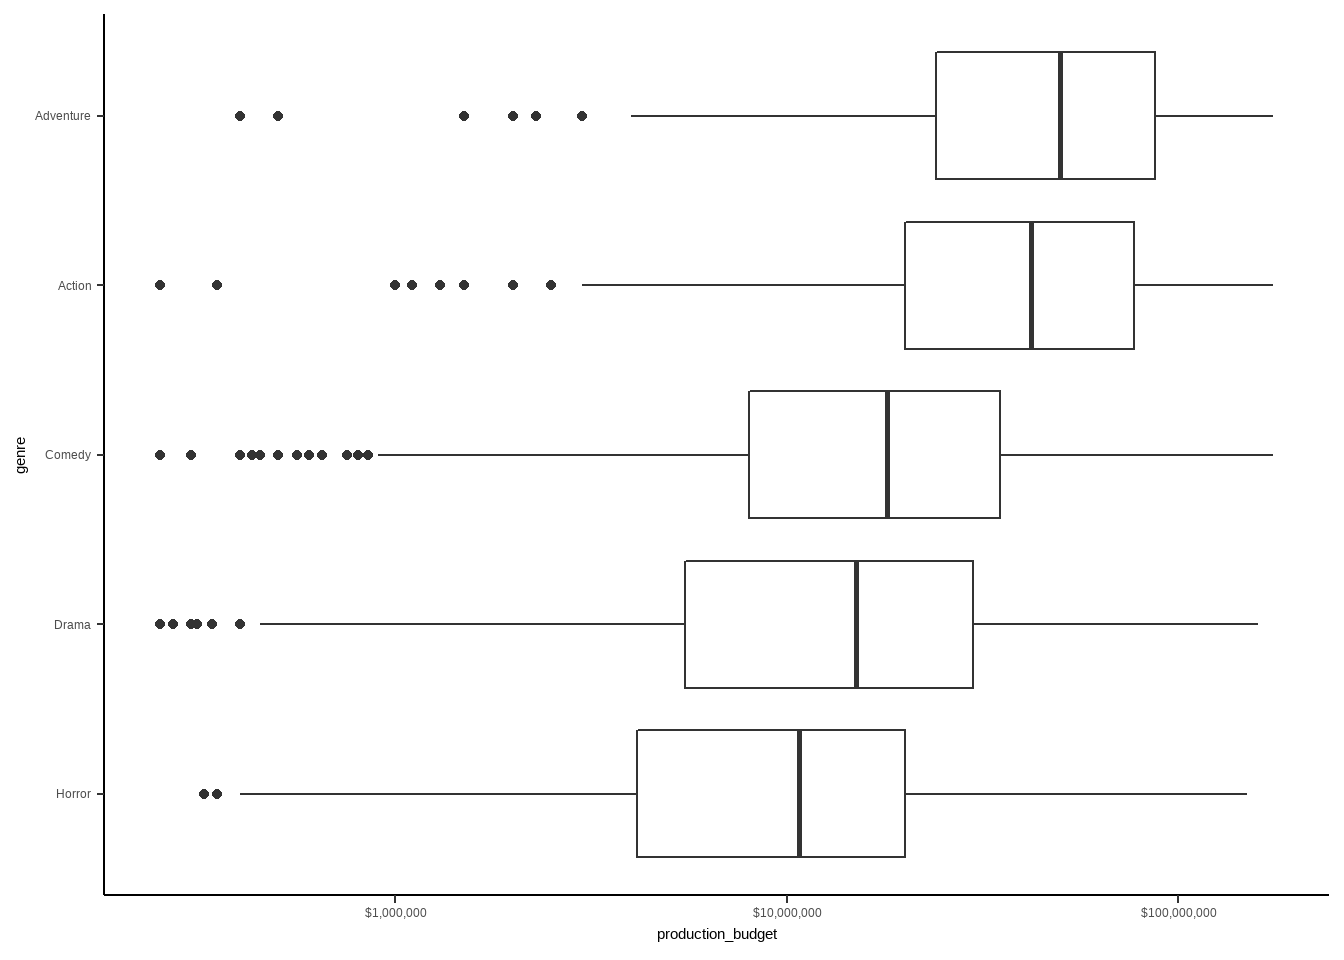 Adventure
Action
Comedy
Drama
Horror
genre
$1,000,000 $10,000,000 $100,000,000
production_budget